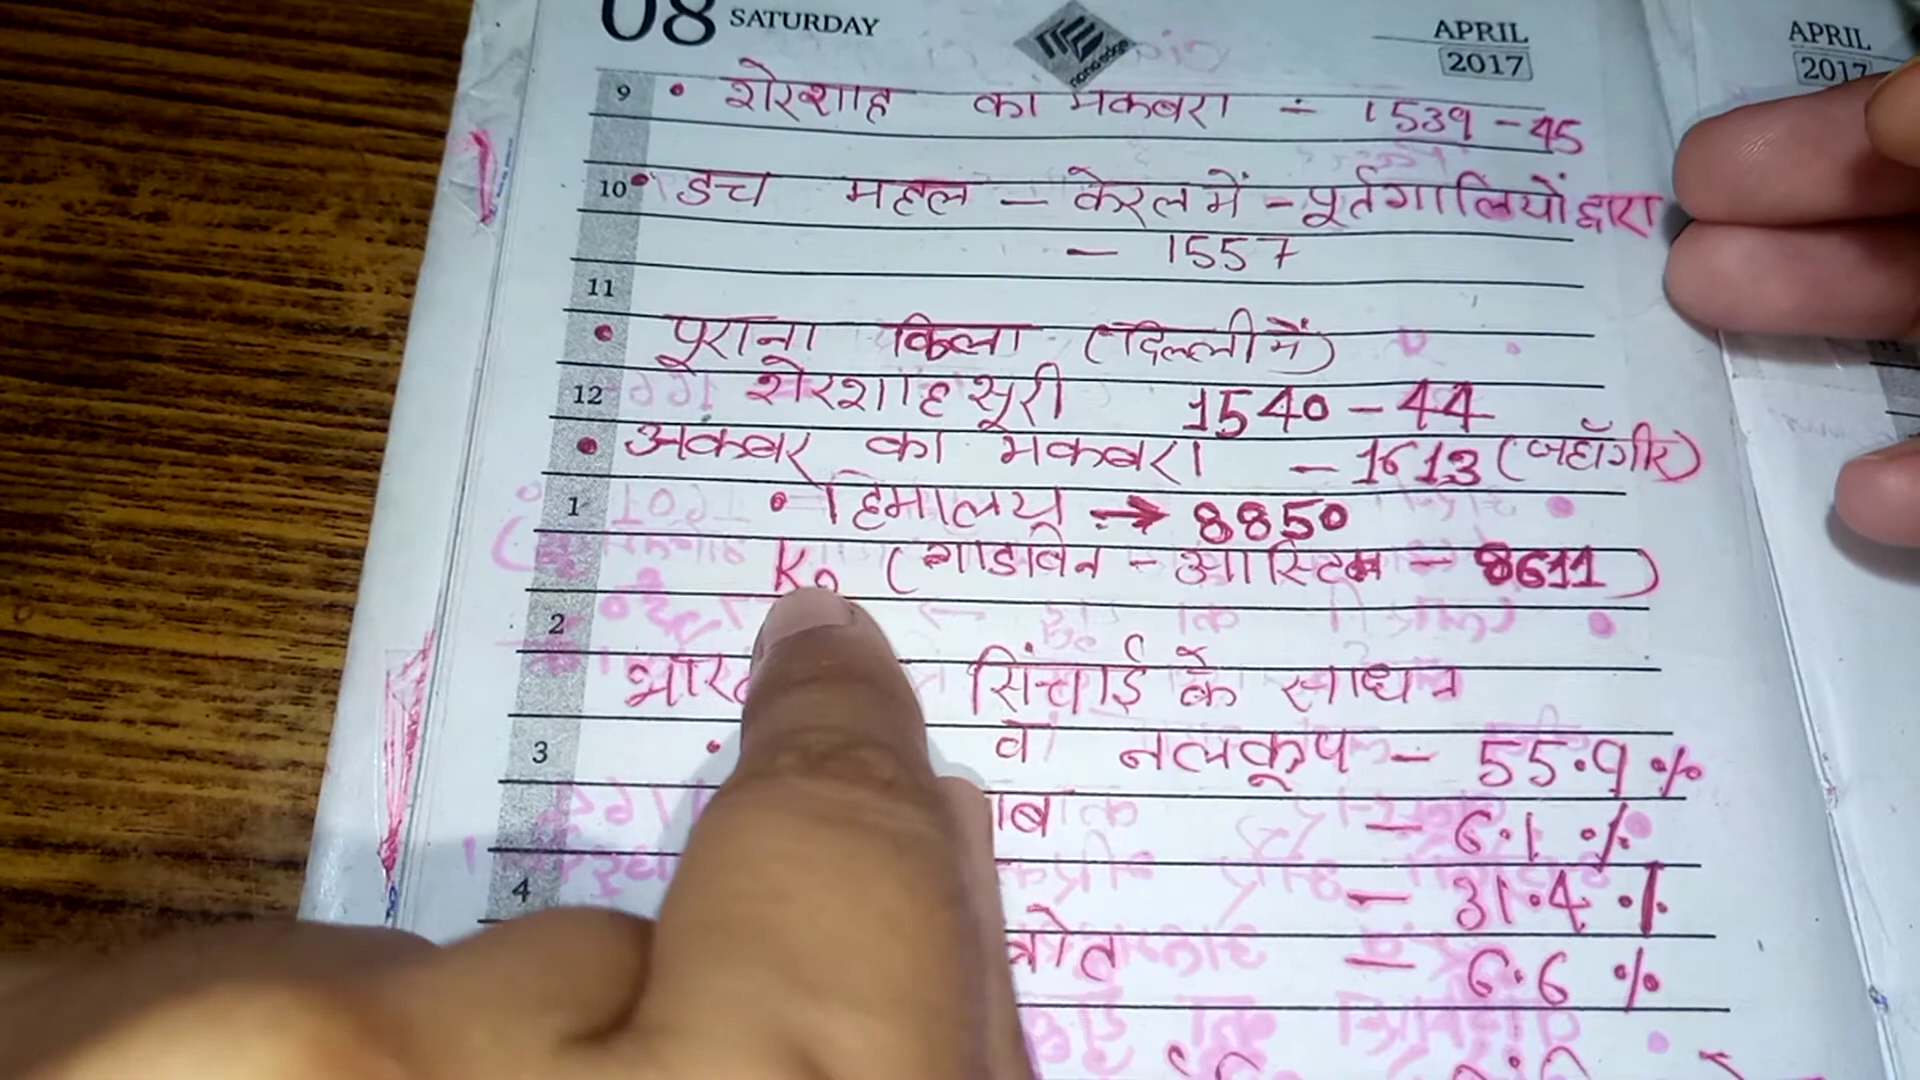 08 SATURDAY APRIL 2017
nanoedge
APRIL 2017
9 • शेरशाह का मकबरा ÷ 1539-45
10 • डच महल – केरल में – पूर्तगालियों द्वारा
– 1557
11
• पूराना किला (दिल्ली में)
12 शेरशाह सूरी 1540-44
• अकबर का मकबरा – 1613 (जहाँगीर)
1 • हिमालय → 8850
(गाडविन - आस्टिन – 8611)
2
सिंचाई के साधन
3 • व नलकूप – 55.9 %
– 6.1 %
4 – 31.4 %
– 6.6 %